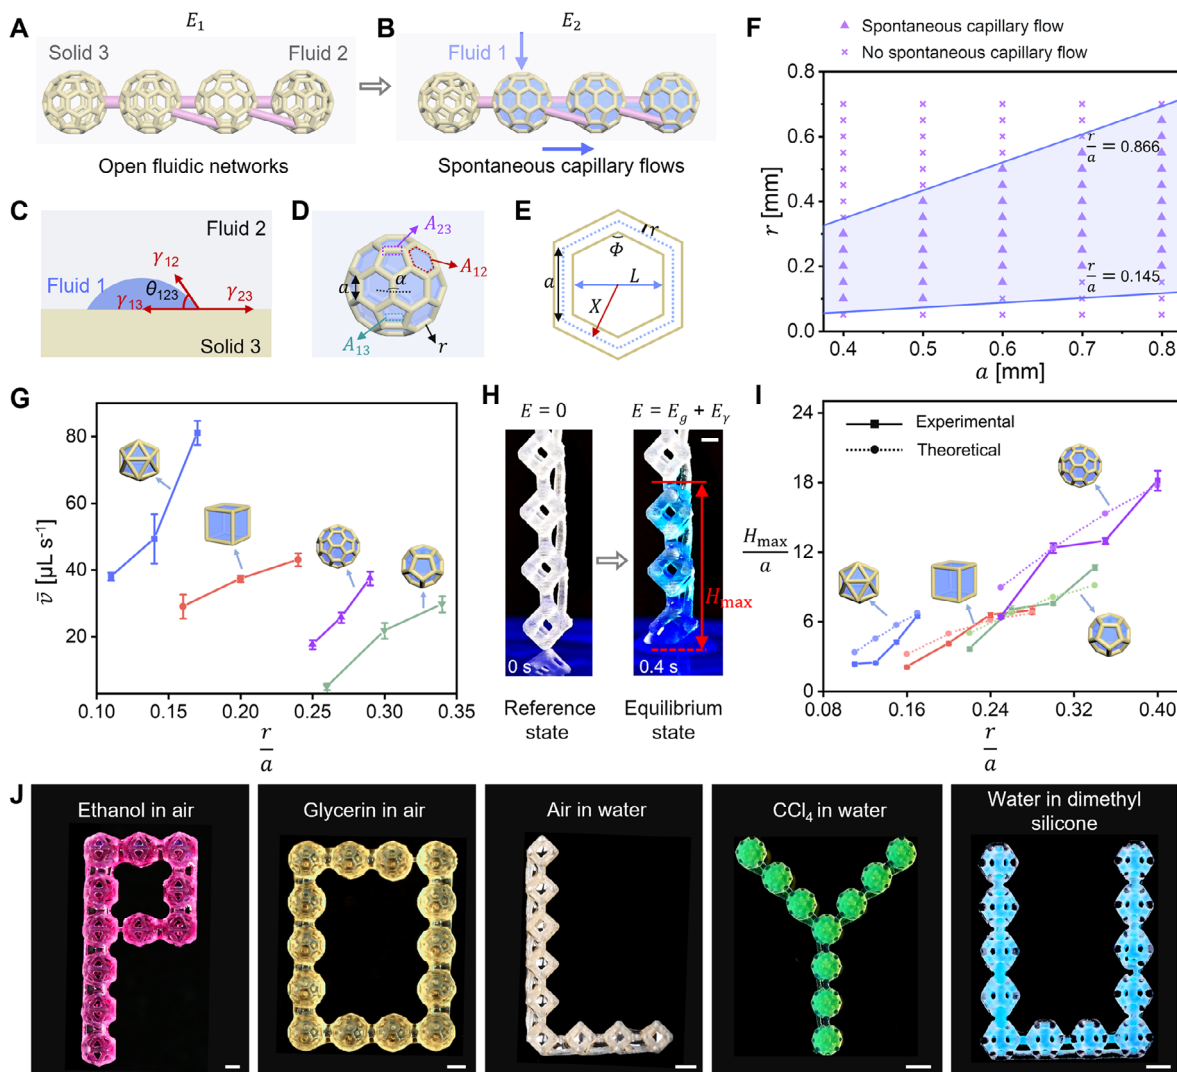 A
E₁
Solid 3
Fluid 2
Open fluidic networks
B
E₂
Fluid 1
Spontaneous capillary flows
C
Fluid 2
γ₁₂
Fluid 1
θ₁₂₃
γ₁₃
γ₂₃
Solid 3
D
A₂₃
A₁₂
α
a
A₁₃
r
E
r
Φ
a
L
X
F
Spontaneous capillary flow
No spontaneous capillary flow
0.8
0.6
0.4
0.2
0.0
r [mm]
r/a = 0.866
r/a = 0.145
0.4
0.5
0.6
0.7
0.8
a [mm]
G
80
60
40
20
v̄ [µL s⁻¹]
0.10
0.15
0.20
0.25
0.30
0.35
r/a
H
E = 0
E = E_g + E_γ
H_max
0 s
0.4 s
Reference
state
Equilibrium
state
I
24
18
12
6
0
H_max/a
Experimental
Theoretical
0.08
0.16
0.24
0.32
0.40
r/a
J
Ethanol in air
Glycerin in air
Air in water
CCl₄ in water
Water in dimethyl
silicone